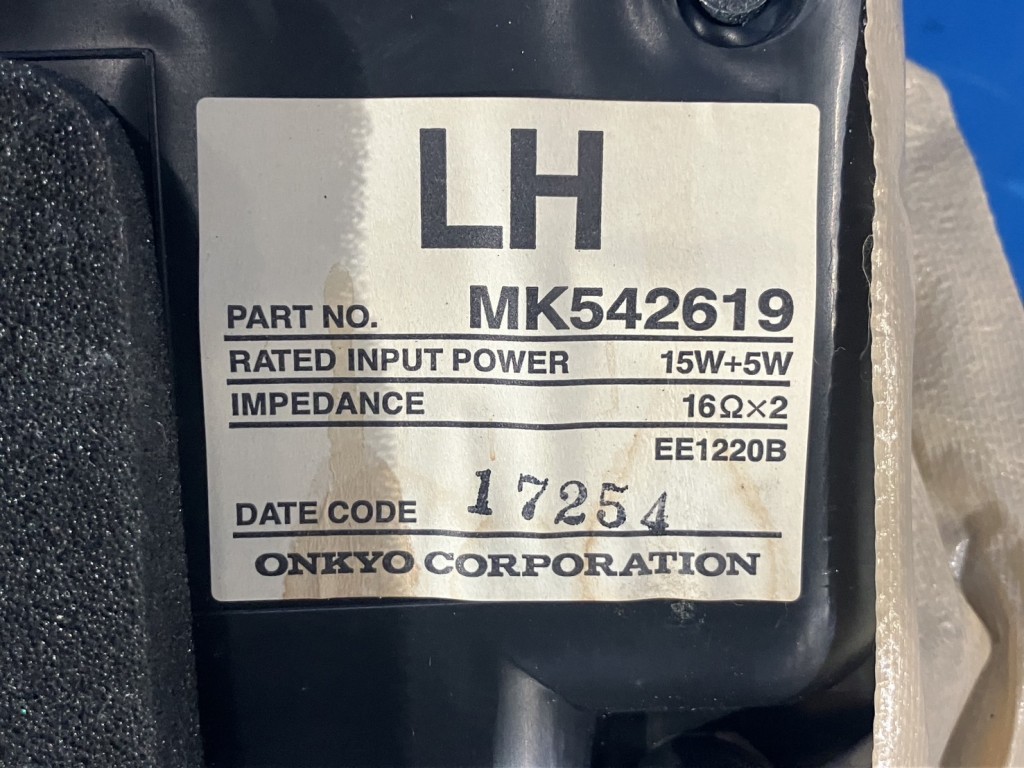 LH
PART NO. MK542619
RATED INPUT POWER 15W+5W
IMPEDANCE 16Ω×2
EE1220B
DATE CODE 17254
ONKYO CORPORATION